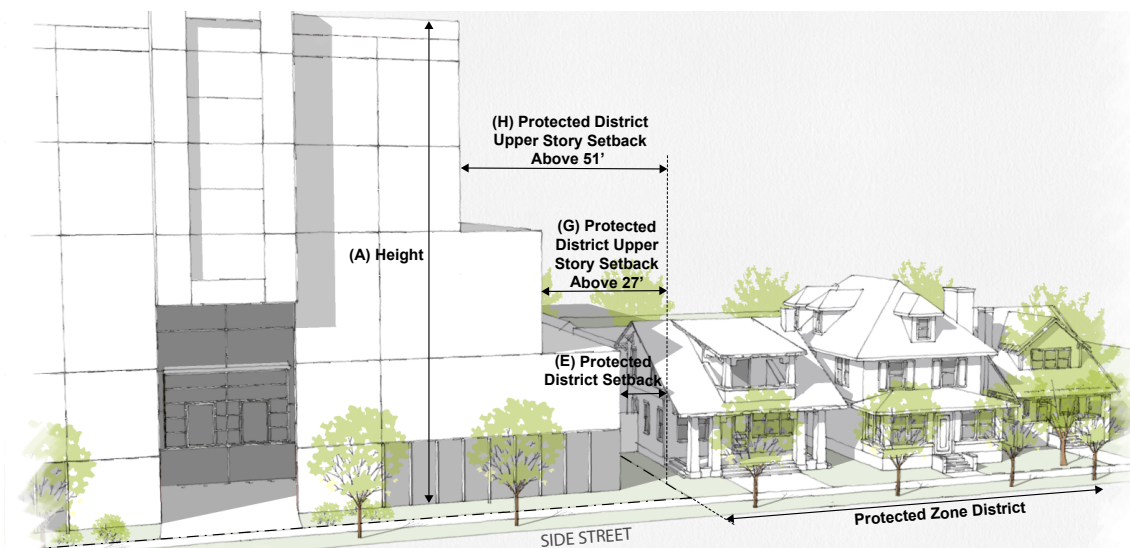 (H) Protected District
Upper Story Setback
Above 51’
(G) Protected
District Upper
Story Setback
Above 27’
(A) Height
(E) Protected
District Setback
Protected Zone District
SIDE STREET